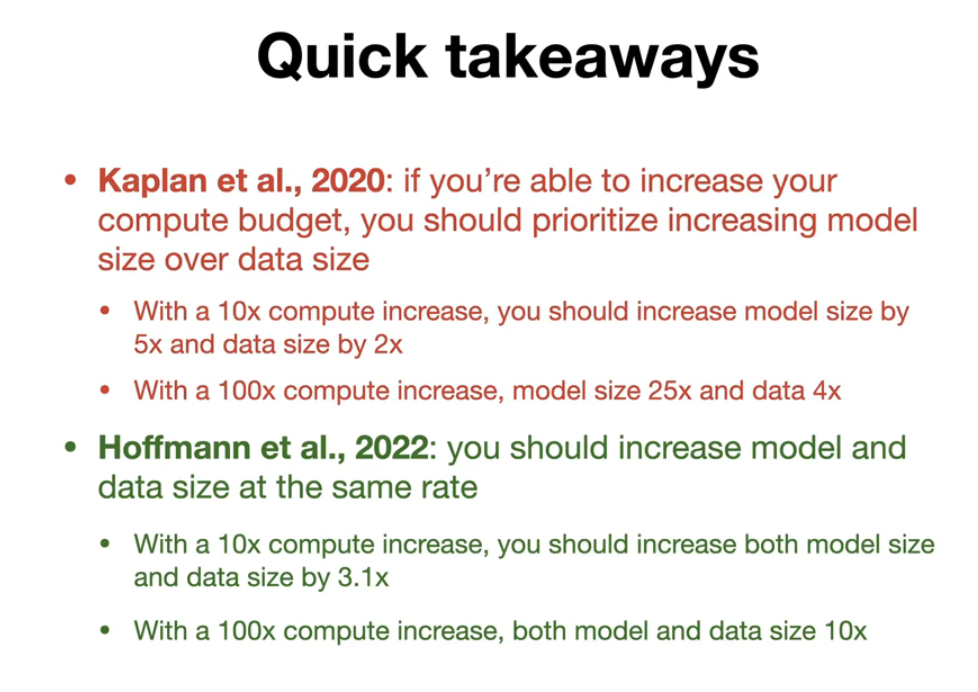 Quick takeaways
• Kaplan et al., 2020: if you’re able to increase your
compute budget, you should prioritize increasing model
size over data size
• With a 10x compute increase, you should increase model size by
5x and data size by 2x
• With a 100x compute increase, model size 25x and data 4x
• Hoffmann et al., 2022: you should increase model and
data size at the same rate
• With a 10x compute increase, you should increase both model size
and data size by 3.1x
• With a 100x compute increase, both model and data size 10x